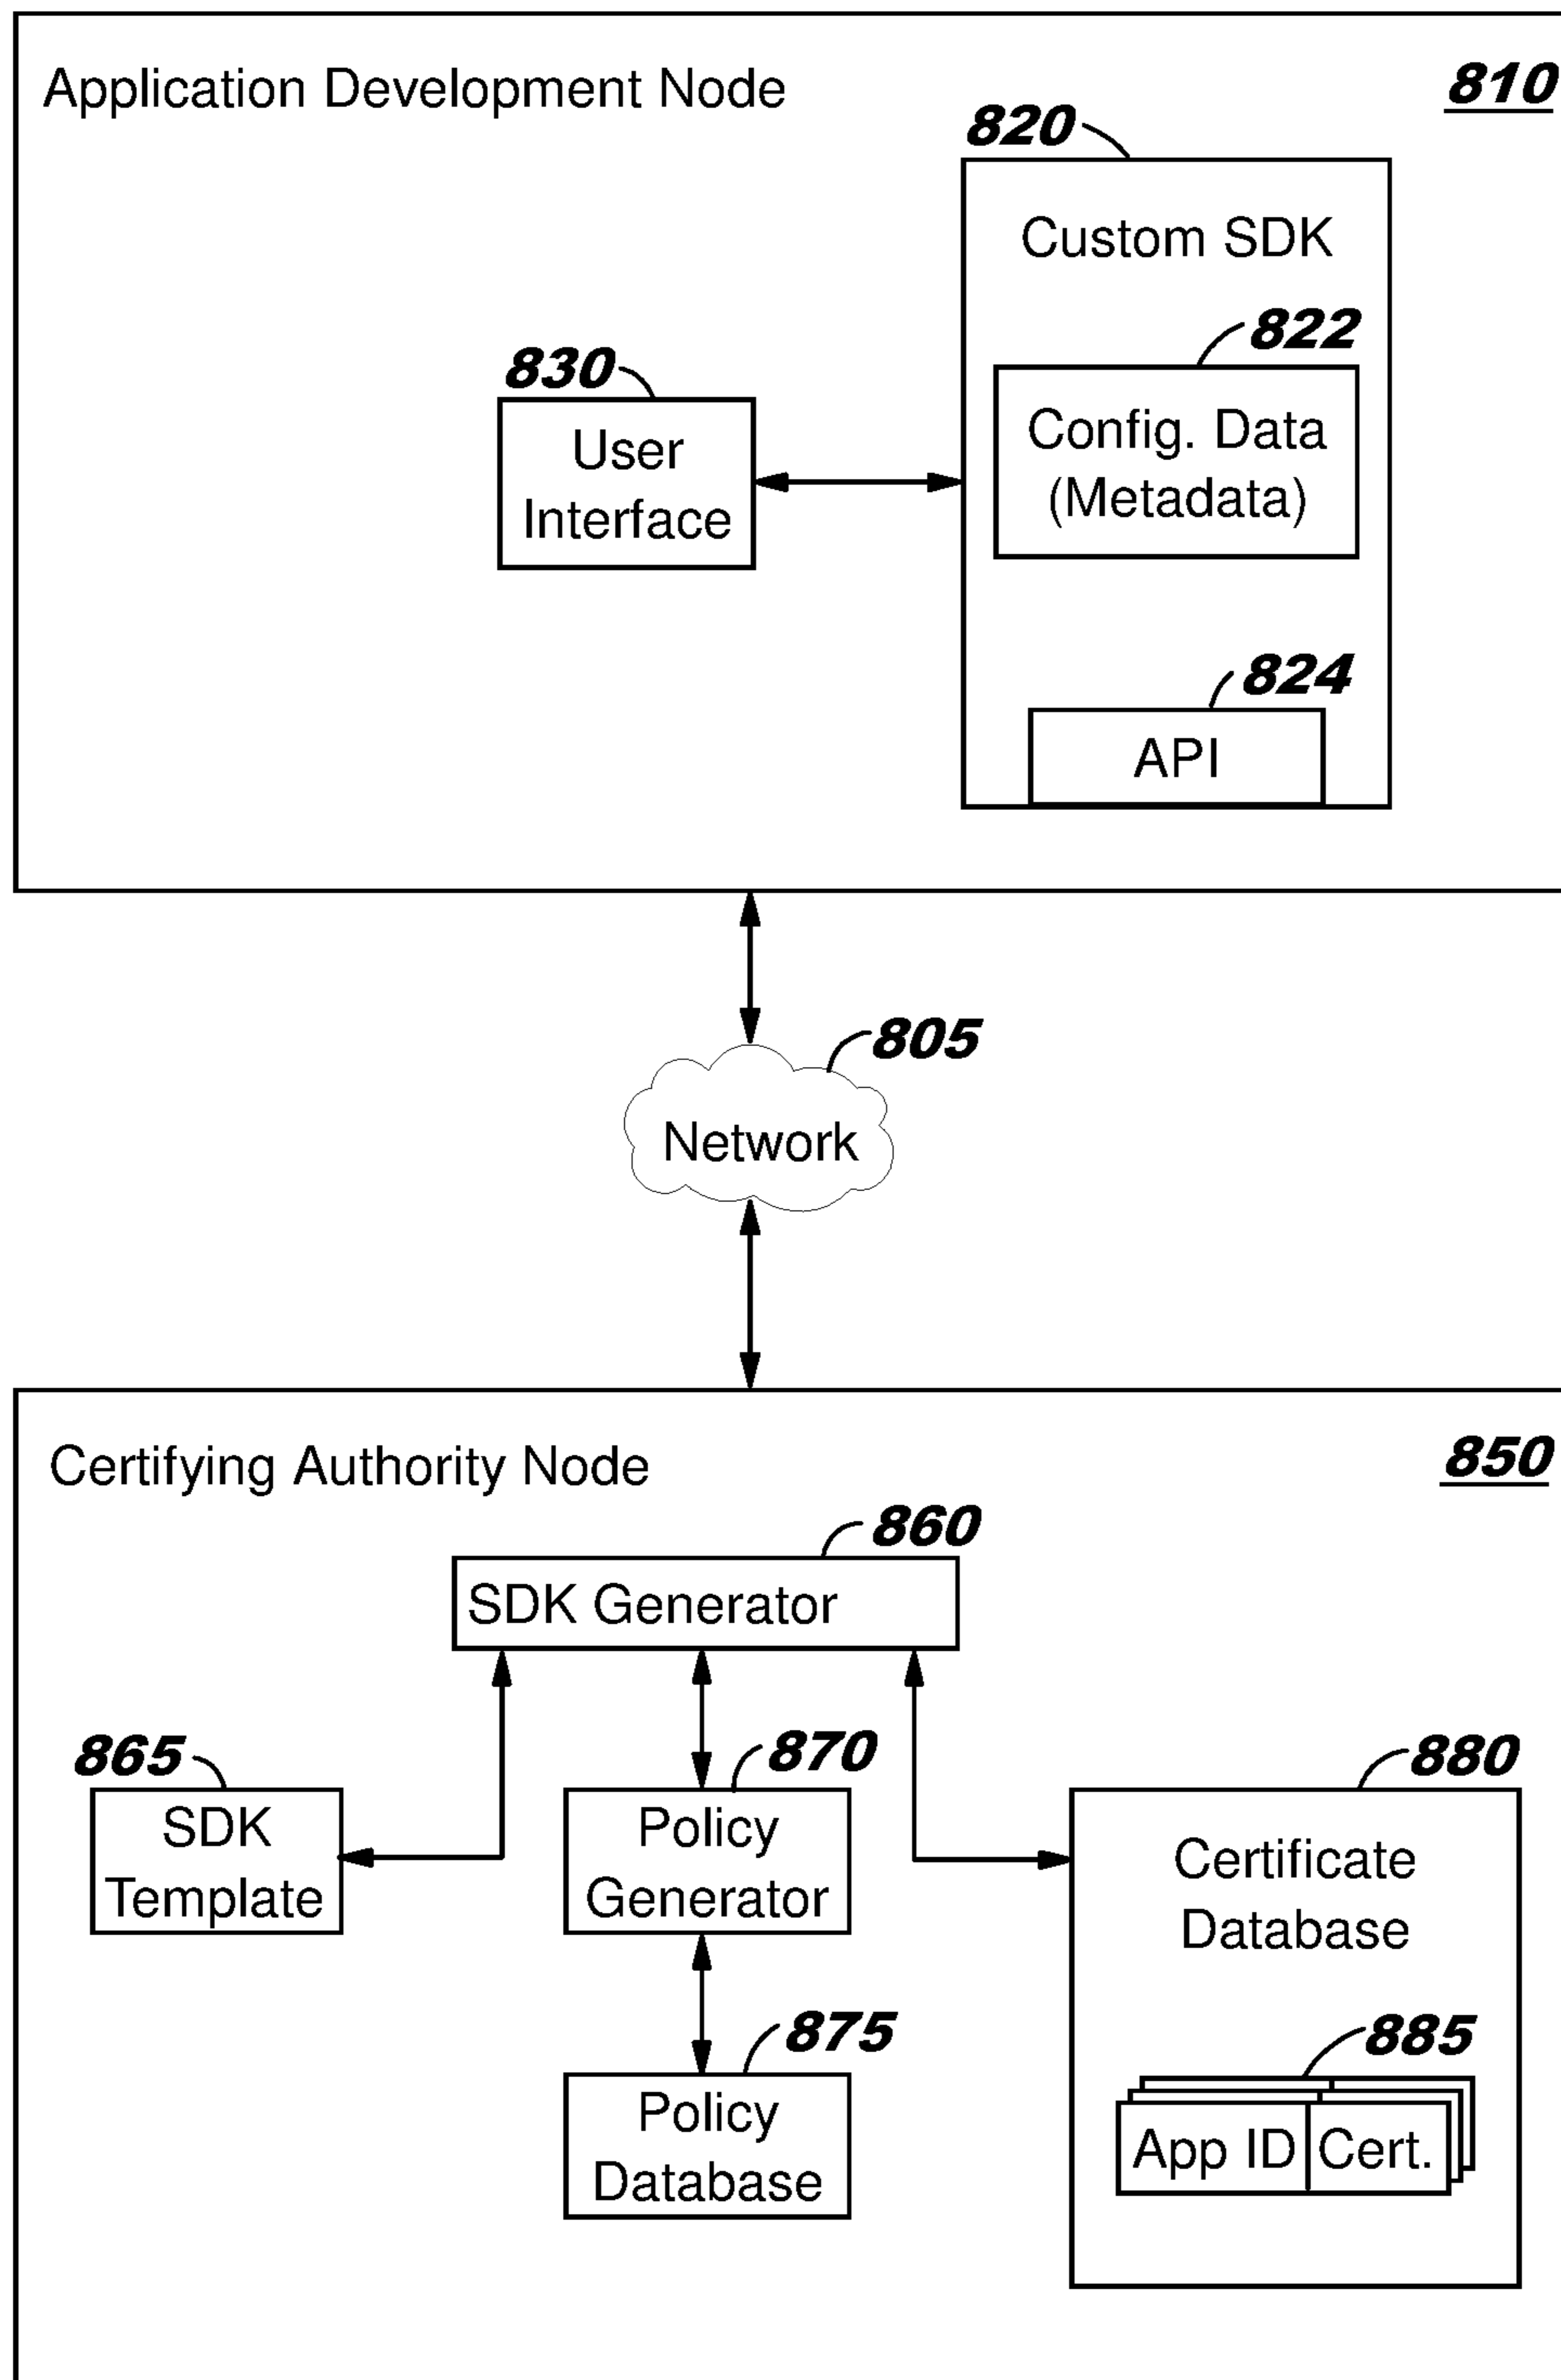 Application Development Node
810
820
Custom SDK
822
Config. Data
(Metadata)
830
User
Interface
824
API
805
Network
Certifying Authority Node
850
860
SDK Generator
865
SDK
Template
870
Policy
Generator
880
Certificate
Database
875
Policy
Database
885
App ID Cert.